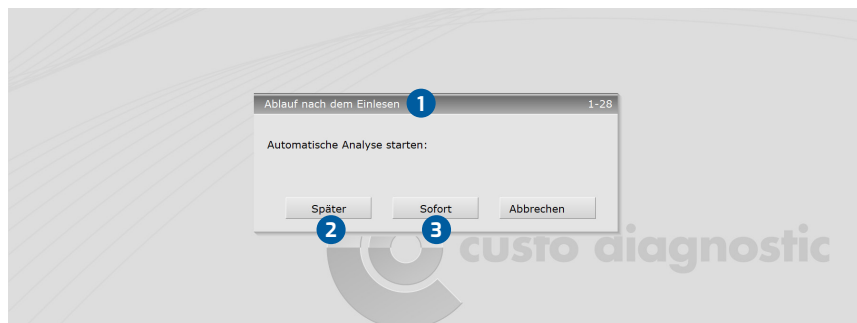 Ablauf nach dem Einlesen 1 1-28
Automatische Analyse starten:
Später Sofort Abbrechen
2 3
custo diagnostic